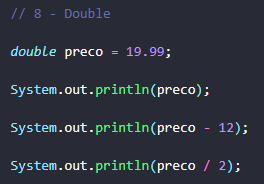 // 8 - Double
double preco = 19.99;
System.out.println(preco);
System.out.println(preco - 12);
System.out.println(preco / 2);